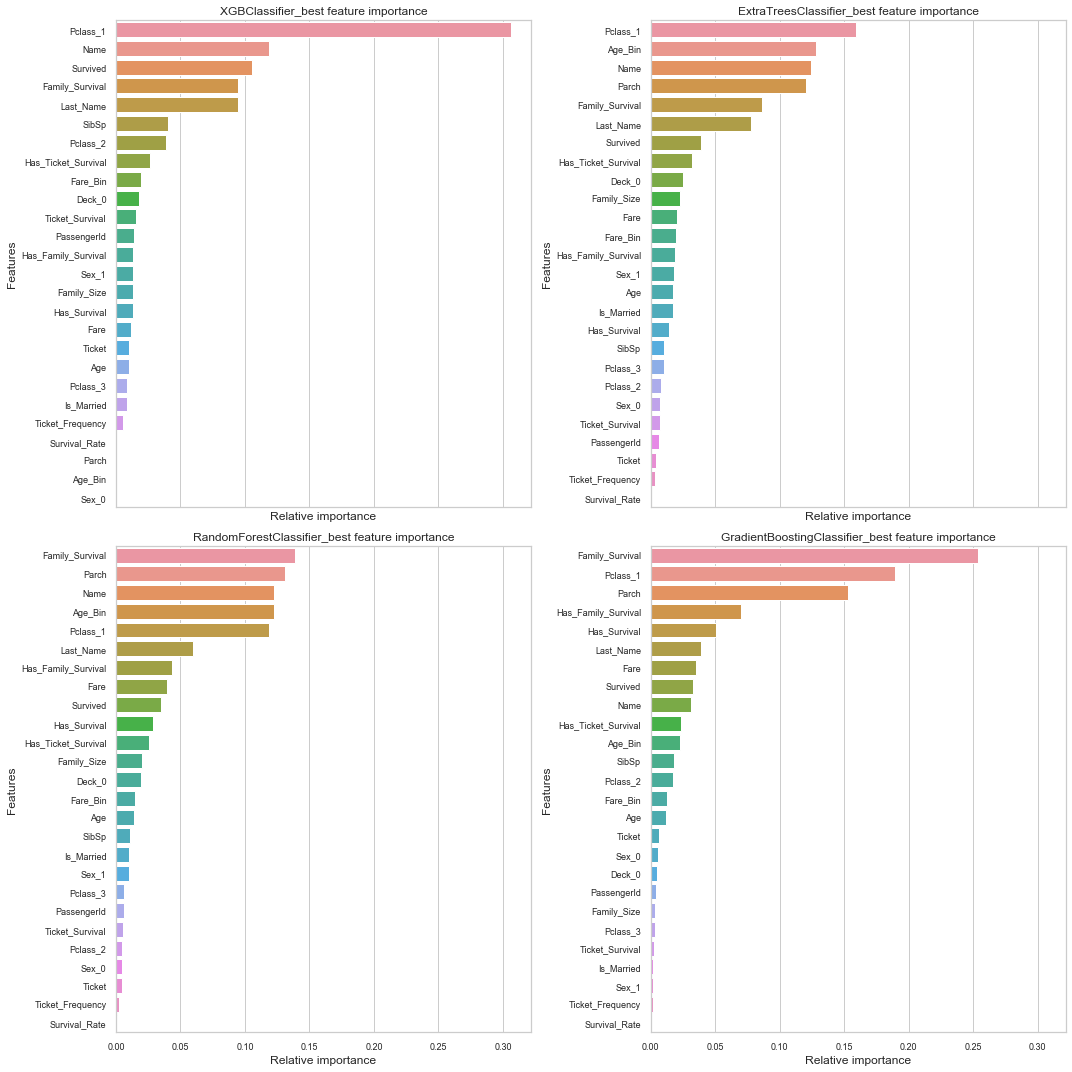 XGBClassifier_best feature importance
Features
Pclass_1
Name
Survived
Family_Survival
Last_Name
SibSp
Pclass_2
Has_Ticket_Survival
Fare_Bin
Deck_0
Ticket_Survival
PassengerId
Has_Family_Survival
Sex_1
Family_Size
Has_Survival
Fare
Ticket
Age
Pclass_3
Is_Married
Ticket_Frequency
Survival_Rate
Parch
Age_Bin
Sex_0
Relative importance
ExtraTreesClassifier_best feature importance
Features
Pclass_1
Age_Bin
Name
Parch
Family_Survival
Last_Name
Survived
Has_Ticket_Survival
Deck_0
Family_Size
Fare
Fare_Bin
Has_Family_Survival
Sex_1
Age
Is_Married
Has_Survival
SibSp
Pclass_3
Pclass_2
Sex_0
Ticket_Survival
PassengerId
Ticket
Ticket_Frequency
Survival_Rate
Relative importance
RandomForestClassifier_best feature importance
Features
Family_Survival
Parch
Name
Age_Bin
Pclass_1
Last_Name
Has_Family_Survival
Fare
Survived
Has_Survival
Has_Ticket_Survival
Family_Size
Deck_0
Fare_Bin
Age
SibSp
Is_Married
Sex_1
Pclass_3
PassengerId
Ticket_Survival
Pclass_2
Sex_0
Ticket
Ticket_Frequency
Survival_Rate
0.00 0.05 0.10 0.15 0.20 0.25 0.30
Relative importance
GradientBoostingClassifier_best feature importance
Features
Family_Survival
Pclass_1
Parch
Has_Family_Survival
Has_Survival
Last_Name
Fare
Survived
Name
Has_Ticket_Survival
Age_Bin
SibSp
Pclass_2
Fare_Bin
Age
Ticket
Sex_0
Deck_0
PassengerId
Family_Size
Pclass_3
Ticket_Survival
Is_Married
Sex_1
Ticket_Frequency
Survival_Rate
0.00 0.05 0.10 0.15 0.20 0.25 0.30
Relative importance